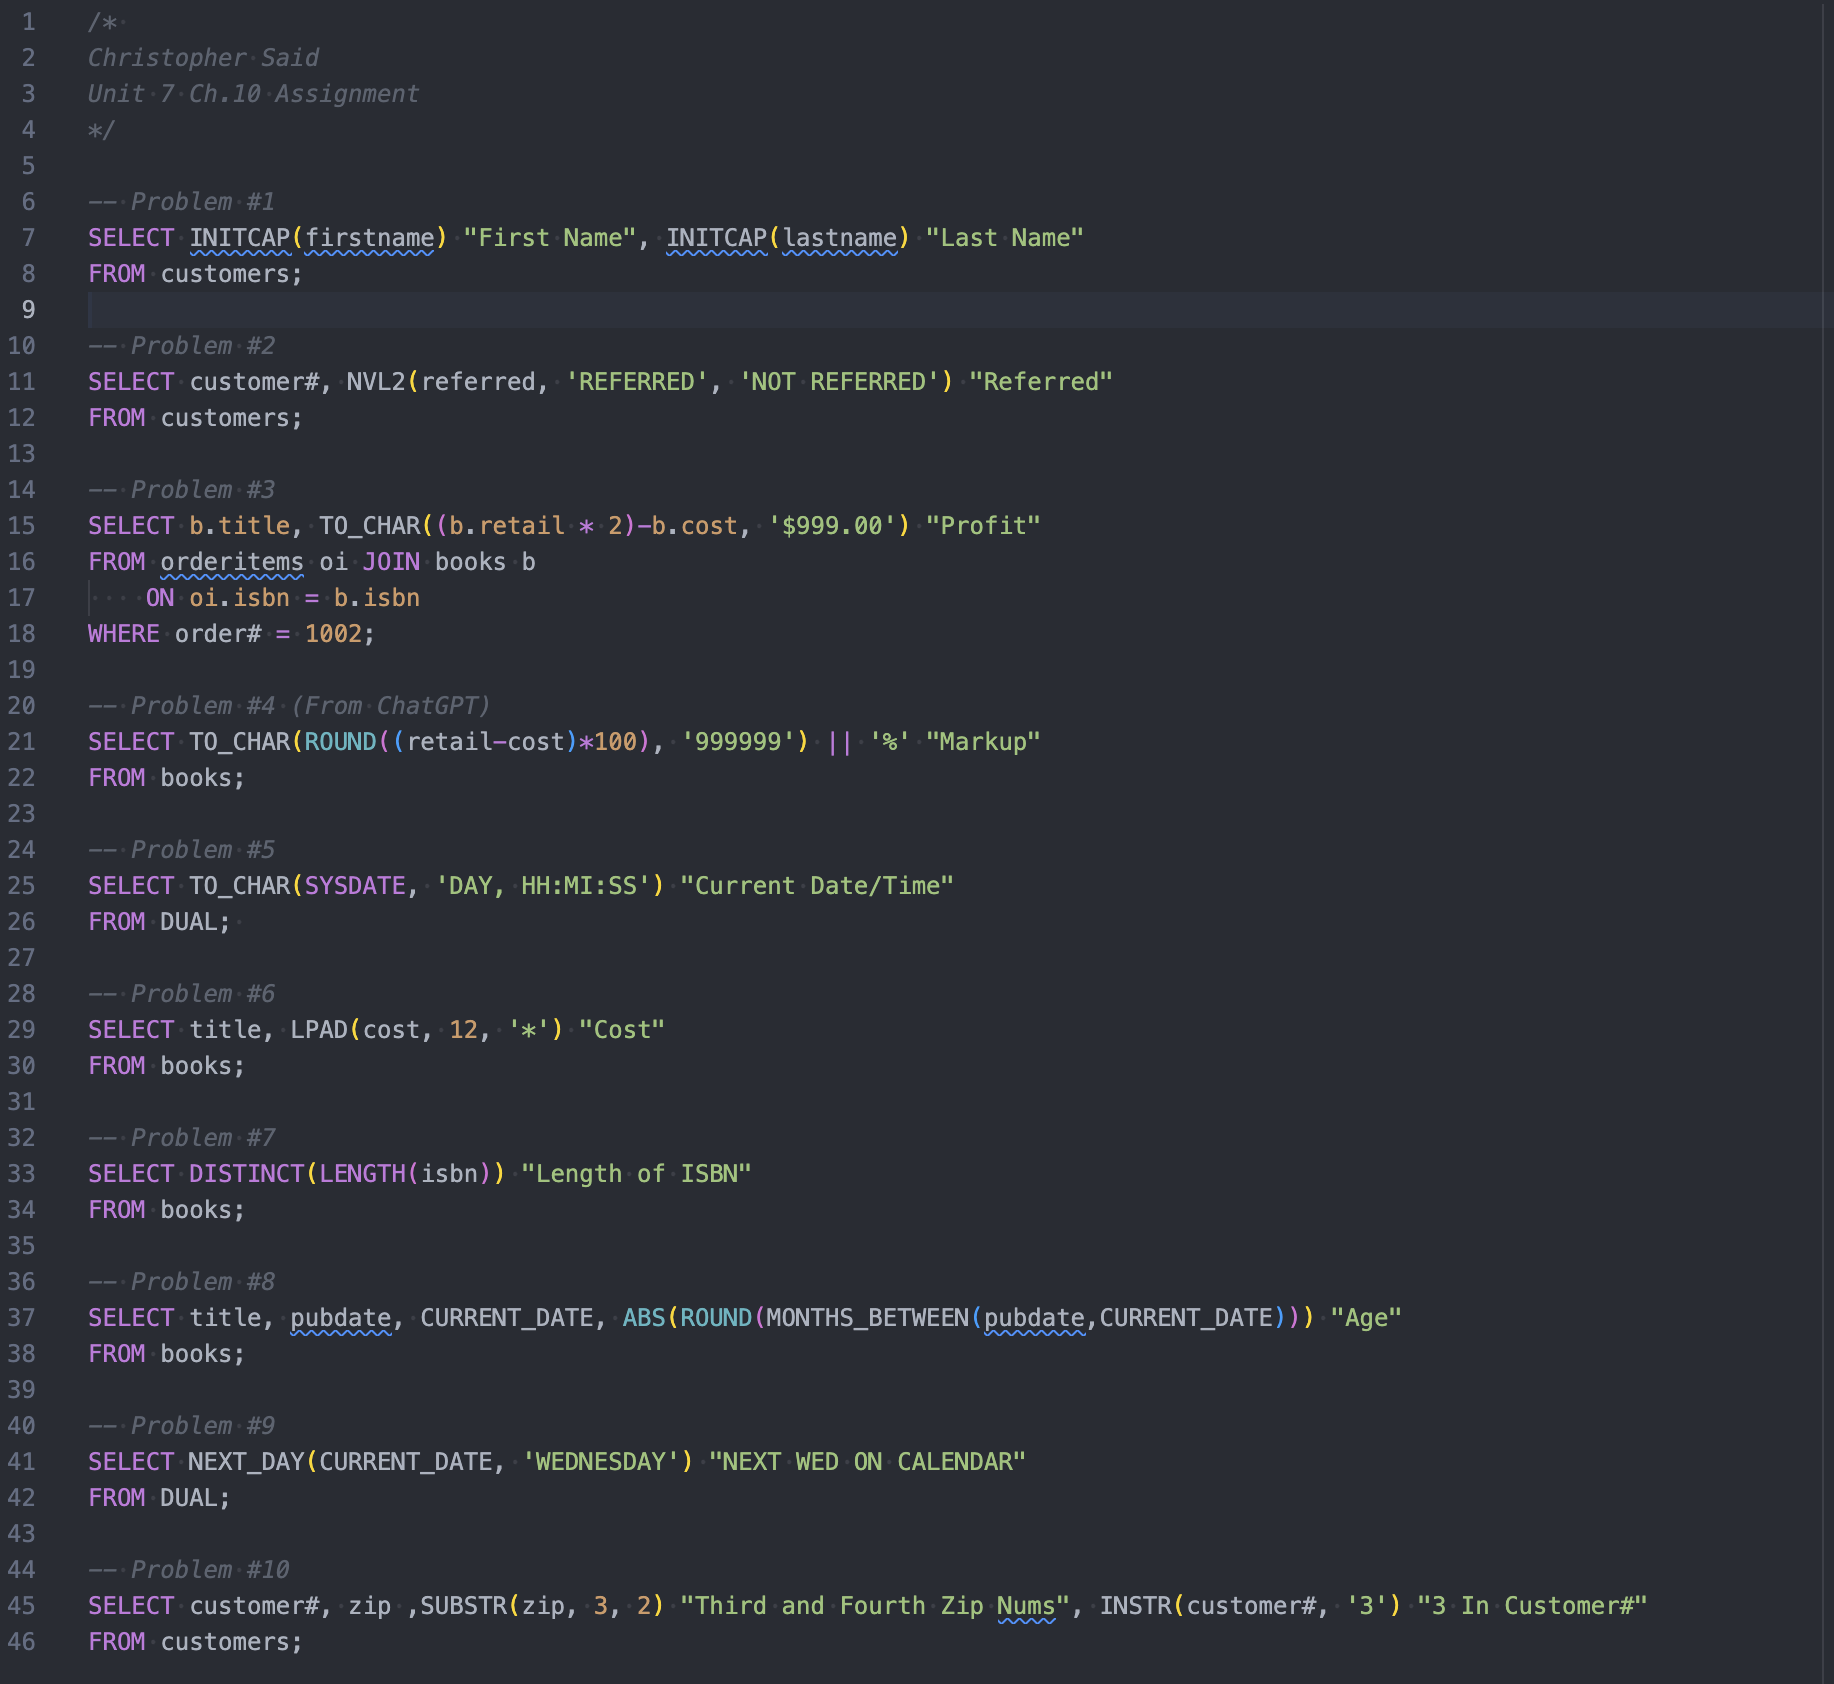 1 /*
2 Christopher Said
3 Unit 7 Ch.10 Assignment
4 */
5
6 -- Problem #1
7 SELECT INITCAP(firstname) "First Name", INITCAP(lastname) "Last Name"
8 FROM customers;
9
10 -- Problem #2
11 SELECT customer#, NVL2(referred, 'REFERRED', 'NOT REFERRED') "Referred"
12 FROM customers;
13
14 -- Problem #3
15 SELECT b.title, TO_CHAR((b.retail * 2)-b.cost, '$999.00') "Profit"
16 FROM orderitems oi JOIN books b
17     ON oi.isbn = b.isbn
18 WHERE order# = 1002;
19
20 -- Problem #4 (From ChatGPT)
21 SELECT TO_CHAR(ROUND((retail-cost)*100), '999999') || '%' "Markup"
22 FROM books;
23
24 -- Problem #5
25 SELECT TO_CHAR(SYSDATE, 'DAY, HH:MI:SS') "Current Date/Time"
26 FROM DUAL;
27
28 -- Problem #6
29 SELECT title, LPAD(cost, 12, '*') "Cost"
30 FROM books;
31
32 -- Problem #7
33 SELECT DISTINCT(LENGTH(isbn)) "Length of ISBN"
34 FROM books;
35
36 -- Problem #8
37 SELECT title, pubdate, CURRENT_DATE, ABS(ROUND(MONTHS_BETWEEN(pubdate,CURRENT_DATE))) "Age"
38 FROM books;
39
40 -- Problem #9
41 SELECT NEXT_DAY(CURRENT_DATE, 'WEDNESDAY') "NEXT WED ON CALENDAR"
42 FROM DUAL;
43
44 -- Problem #10
45 SELECT customer#, zip ,SUBSTR(zip, 3, 2) "Third and Fourth Zip Nums", INSTR(customer#, '3') "3 In Customer#"
46 FROM customers;